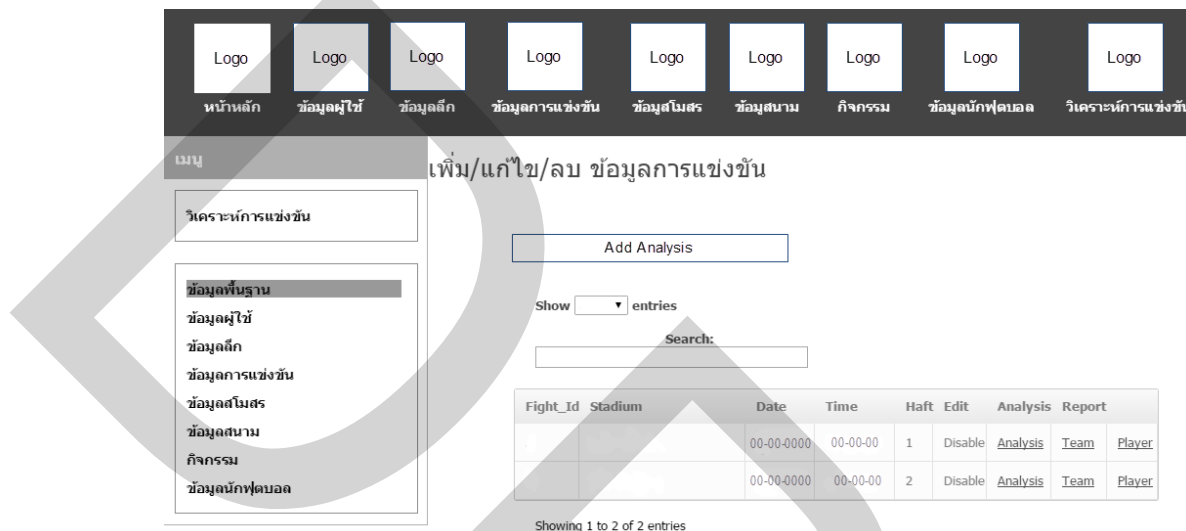 Logo Logo Logo Logo Logo Logo Logo Logo Logo
หน้าหลัก ข้อมูลผู้ใช้ ข้อมูลลีก ข้อมูลการแข่งขัน ข้อมูสโมสร ข้อมูสนาม กิจกรรม ข้อมูลนักฟุตบอล วิเคราะห์การแข่งขัน
เมนู
เพิ่ม/แก้ไข/ลบ ข้อมูลการแข่งขัน
วิเคราะห์การแข่งขัน
Add Analysis
ข้อมูลพื้นฐาน
ข้อมูลผู้ใช้
ข้อมูลลีก
ข้อมูลการแข่งขัน
ข้อมูลสโมสร
ข้อมูลสนาม
กิจกรรม
ข้อมูลนักฟุตบอล
Show entries
Search:
Fight_Id Stadium Date Time Haft Edit Analysis Report
00-00-0000 00-00-00 1 Disable Analysis Team Player
00-00-0000 00-00-00 2 Disable Analysis Team Player
Showing 1 to 2 of 2 entries